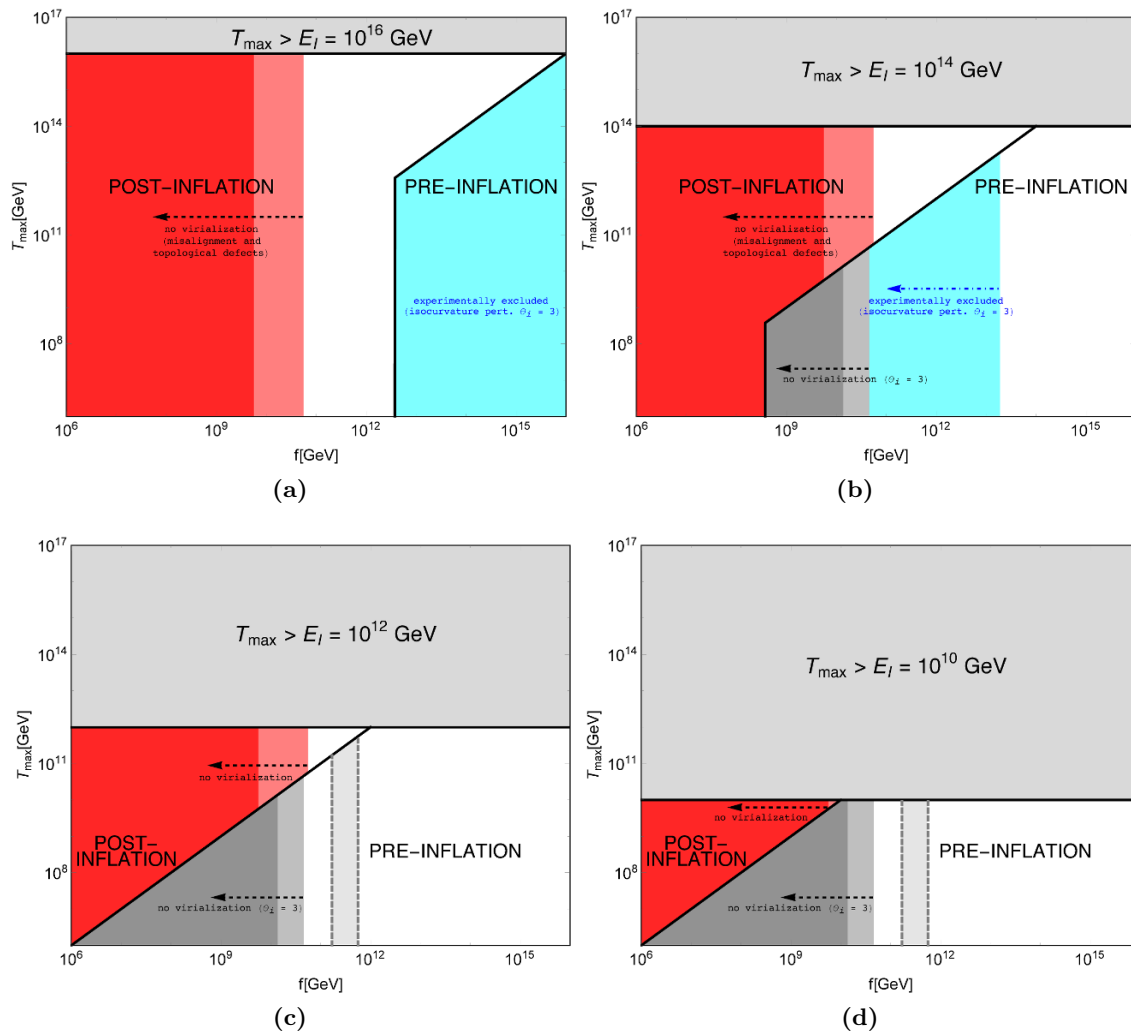 T_max > E_I = 10^16 GeV
10^17
10^14
10^11
10^8
T_max[GeV]
POST-INFLATION
PRE-INFLATION
no virialization
(misalignment and
topological defects)
experimentally excluded
(isocurvature pert. Θ_i = 3)
10^6
10^9
10^12
10^15
f[GeV]
(a)
T_max > E_I = 10^14 GeV
10^17
10^14
10^11
10^8
T_max[GeV]
POST-INFLATION
PRE-INFLATION
no virialization
(misalignment and
topological defects)
experimentally excluded
(isocurvature pert. Θ_i = 3)
no virialization (Θ_i = 3)
10^6
10^9
10^12
10^15
f[GeV]
(b)
10^17
10^14
10^11
10^8
T_max[GeV]
T_max > E_I = 10^12 GeV
no virialization
POST-
INFLATION
PRE-INFLATION
no virialization (Θ_i = 3)
10^6
10^9
10^12
10^15
f[GeV]
(c)
10^17
10^14
10^11
10^8
T_max[GeV]
T_max > E_I = 10^10 GeV
no virialization
POST-
INFLATION
PRE-INFLATION
no virialization (Θ_i = 3)
10^6
10^9
10^12
10^15
f[GeV]
(d)